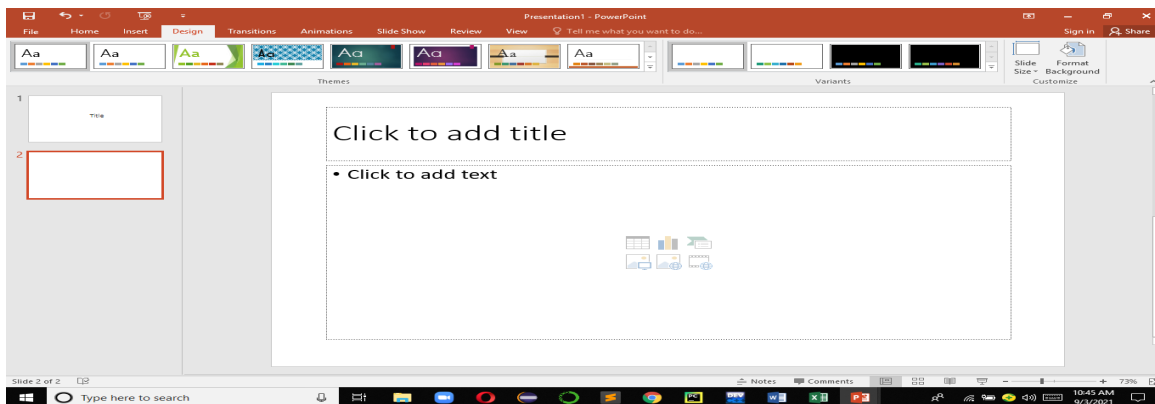 Presentation1 - PowerPoint
File Home Insert Design Transitions Animations Slide Show Review View Tell me what you want to do... Sign in Share
Aa Aa Aa Aa Aa Aa Aa Aa
Slide Size Format Background
Themes Variants Customize
1
Title
2
Click to add title
• Click to add text
Slide 2 of 2 Notes Comments 73%
Type here to search
10:45 AM
9/3/2021